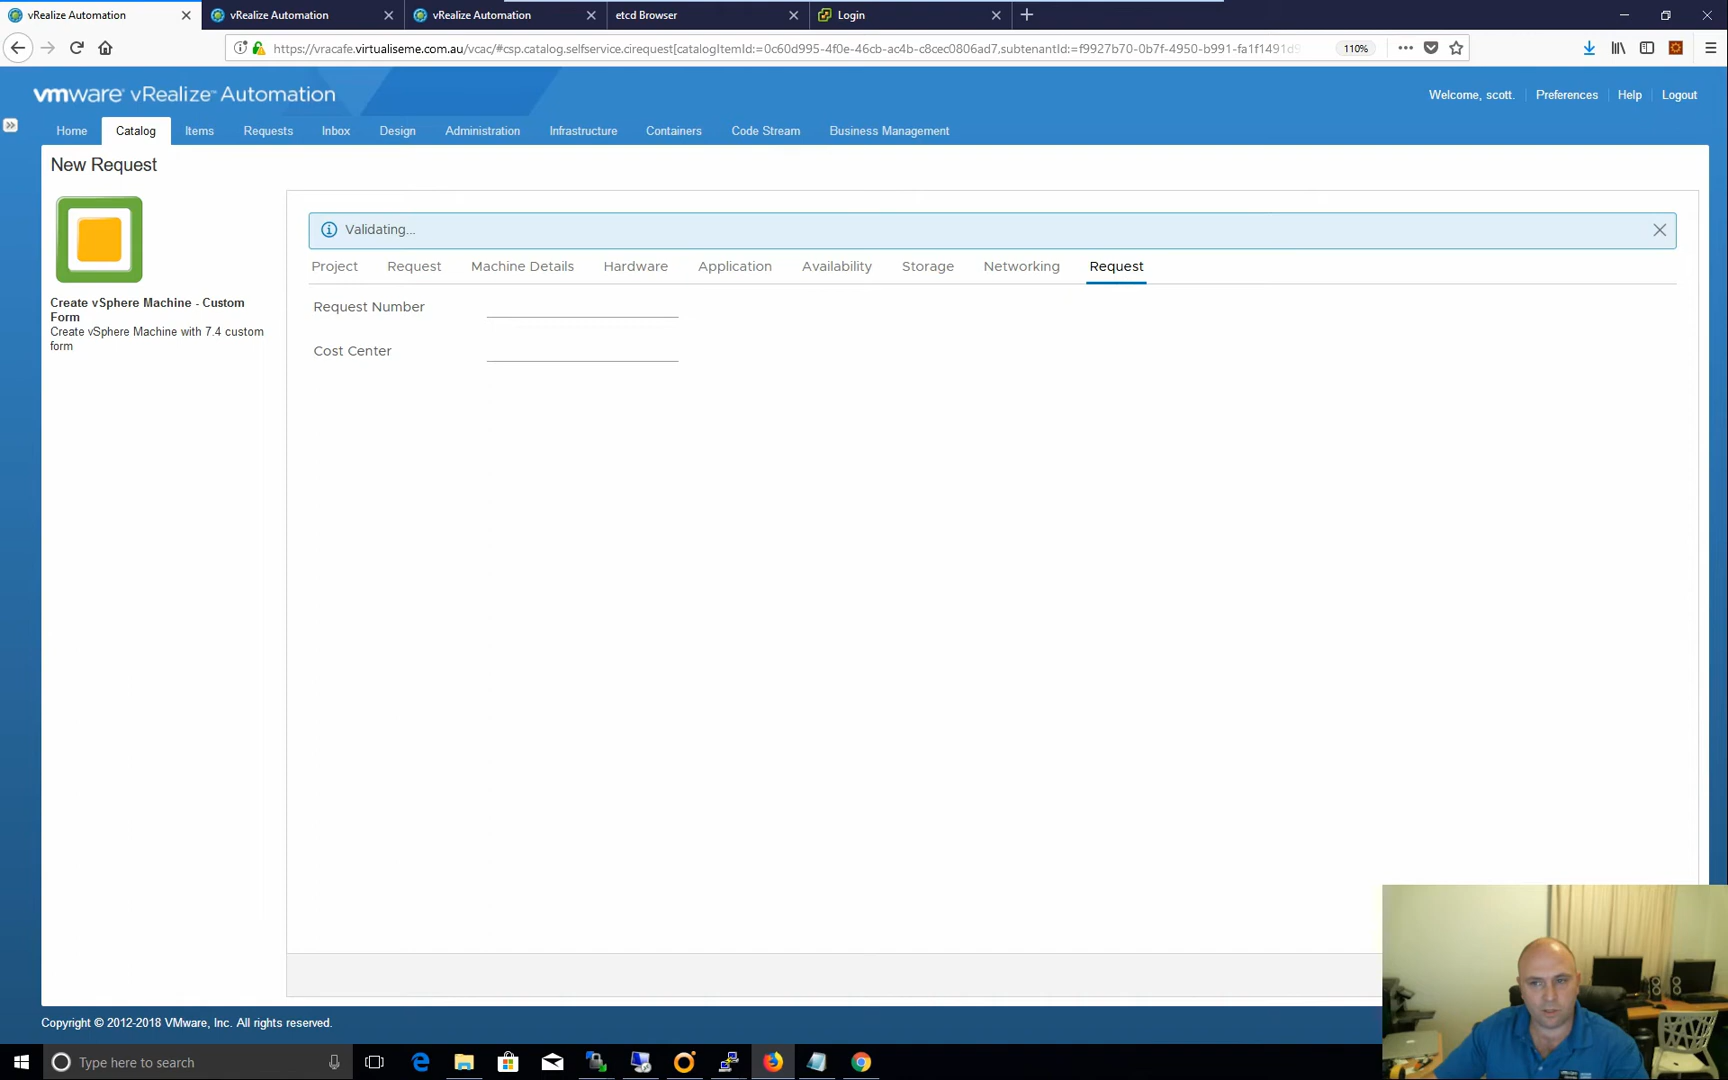 vRealize Automation
vRealize Automation
vRealize Automation
etcd Browser
Login
https://vracafe.virtualiseme.com.au/vcac/#csp.catalog.selfservice.cirequest[catalogItemId:=0c60d995-4f0e-46cb-ac4b-c8cec0806ad7,subtenantId:=f9927b70-0b7f-4950-b991-fa1f1491d9
110%
vmware vRealize™ Automation
Welcome, scott.
Preferences
Help
Logout
Home
Catalog
Items
Requests
Inbox
Design
Administration
Infrastructure
Containers
Code Stream
Business Management
New Request
Create vSphere Machine - Custom
Form
Create vSphere Machine with 7.4 custom
form
Validating...
Project
Request
Machine Details
Hardware
Application
Availability
Storage
Networking
Request
Request Number
Cost Center
Copyright © 2012-2018 VMware, Inc. All rights reserved.
Type here to search